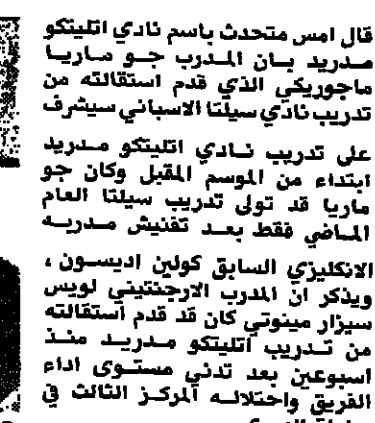 قال امس متحدث باسم نادي اتليتكو
مدريد بان المدرب جو ماريا
ماجوريكي الذي قدم استقالته من
تدريب نادي سيلتا الاسباني سيشرف
على تدريب نادي اتليتكو مدريد
ابتداء من الموسم المقبل وكان جو
ماريا قد تولى تدريب سيلتا العام
الماضي فقط بعد تفنيش مدربه
الانكليزي السابق كولين اديسون ،
ويذكر ان المدرب الارجنتيني لويس
سيزار مينوتي كان قد قدم استقالته
من تدريب اتليتكو مدريد منذ
اسبوعين بعد تدني مستوى اداء
الفريق واحتلاله المركز الثالث في